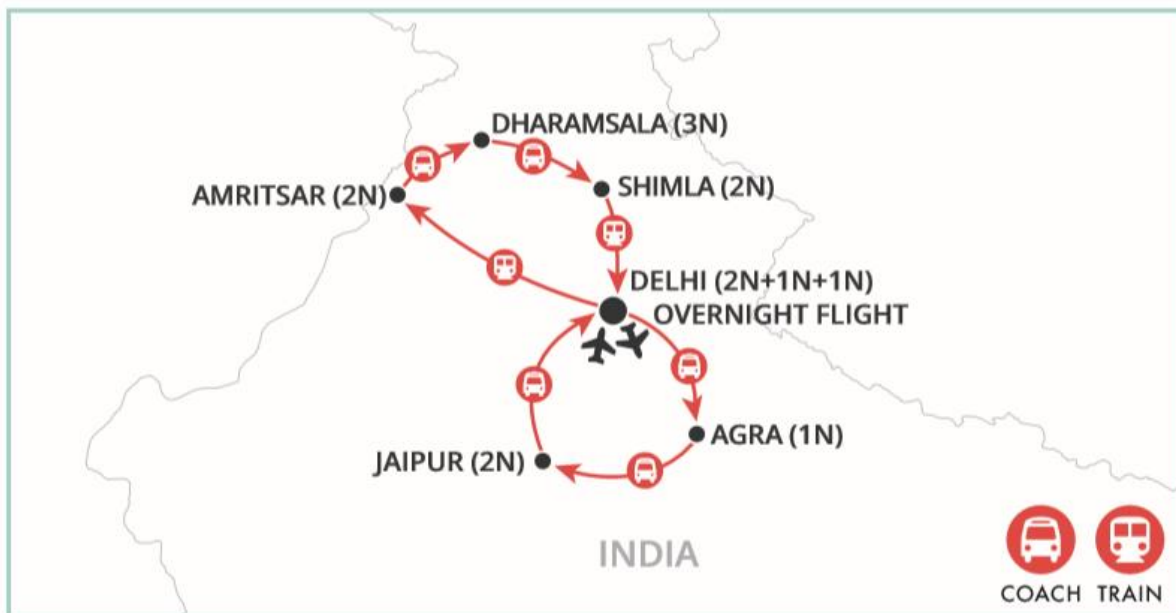 DHARAMSALA (3N)
SHIMLA (2N)
AMRITSAR (2N)
DELHI (2N+1N+1N)
OVERNIGHT FLIGHT
AGRA (1N)
JAIPUR (2N)
INDIA
COACH TRAIN